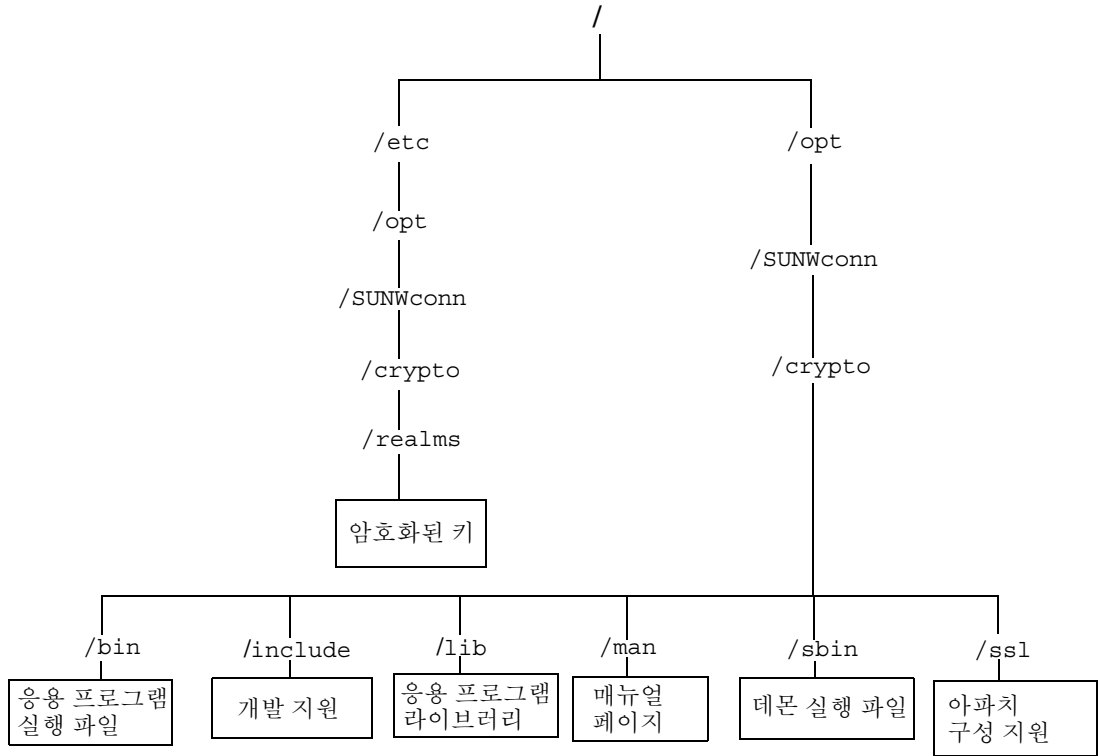 /
/etc
/opt
/opt
/SUNWconn
/SUNWconn
/crypto
/crypto
/realms
암호화된 키
/bin
/include
/lib
/man
/sbin
/ssl
응용 프로그램
실행 파일
개발 지원
응용 프로그램
라이브러리
매뉴얼
페이지
데몬 실행 파일
아파치
구성 지원